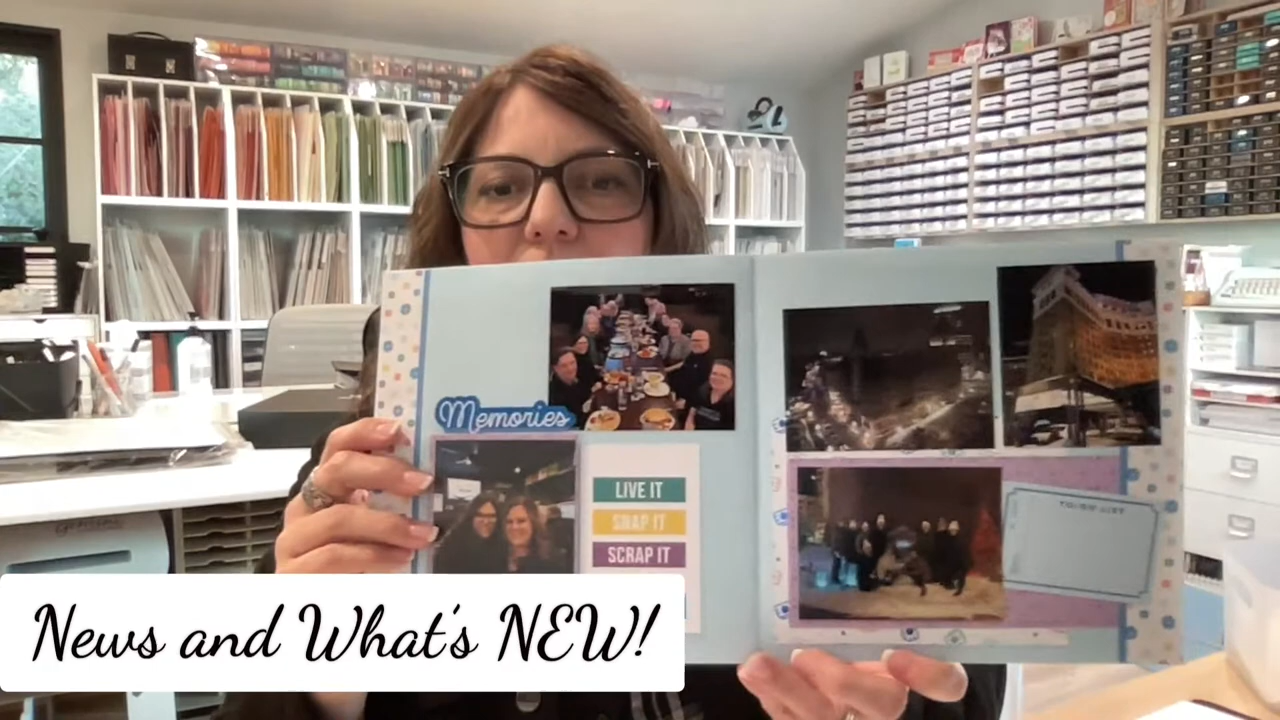 Memories
LIVE IT
SNAP IT
SCRAP IT
News and What's NEW!